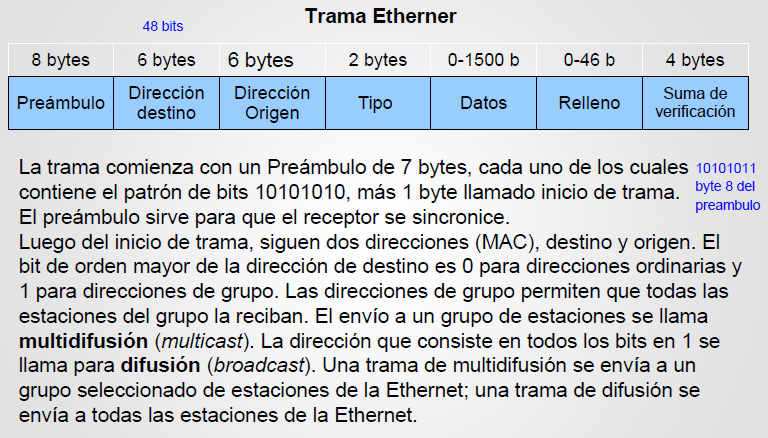 Trama Etherner
48 bits
8 bytes 6 bytes 6 bytes 2 bytes 0-1500 b 0-46 b 4 bytes
Preámbulo Dirección destino Dirección Origen Tipo Datos Relleno Suma de verificación
La trama comienza con un Preámbulo de 7 bytes, cada uno de los cuales
contiene el patrón de bits 10101010, más 1 byte llamado inicio de trama.
El preámbulo sirve para que el receptor se sincronice.
10101011
byte 8 del
preambulo
Luego del inicio de trama, siguen dos direcciones (MAC), destino y origen. El
bit de orden mayor de la dirección de destino es 0 para direcciones ordinarias y
1 para direcciones de grupo. Las direcciones de grupo permiten que todas las
estaciones del grupo la reciban. El envío a un grupo de estaciones se llama
multidifusión (multicast). La dirección que consiste en todos los bits en 1 se
llama para difusión (broadcast). Una trama de multidifusión se envía a un
grupo seleccionado de estaciones de la Ethernet; una trama de difusión se
envía a todas las estaciones de la Ethernet.